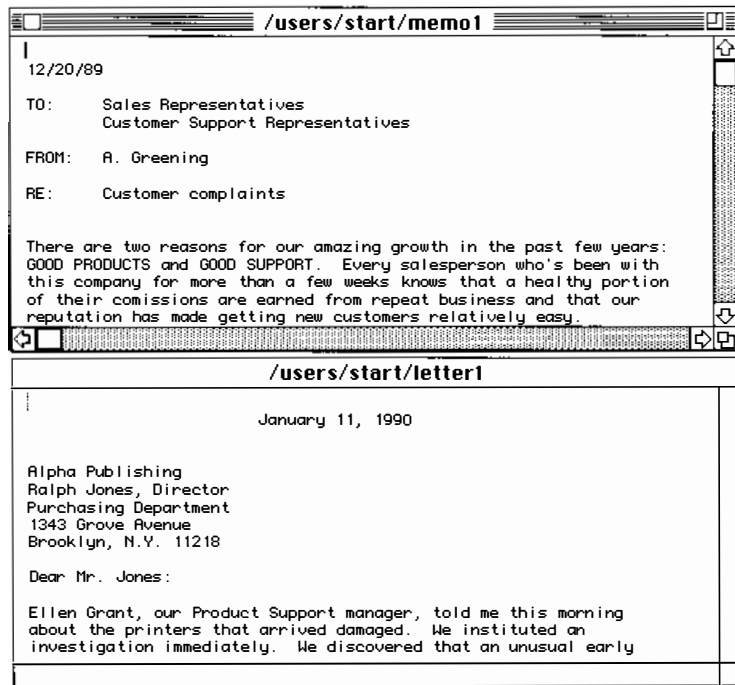 /users/start/memo1
12/20/89
TO: Sales Representatives
Customer Support Representatives
FROM: A. Greening
RE: Customer complaints
There are two reasons for our amazing growth in the past few years:
GOOD PRODUCTS and GOOD SUPPORT. Every salesperson who's been with
this company for more than a few weeks knows that a healthy portion
of their comissions are earned from repeat business and that our
reputation has made getting new customers relatively easy.
/users/start/letter1
January 11, 1990
Alpha Publishing
Ralph Jones, Director
Purchasing Department
1343 Grove Avenue
Brooklyn, N.Y. 11218
Dear Mr. Jones:
Ellen Grant, our Product Support manager, told me this morning
about the printers that arrived damaged. We instituted an
investigation immediately. We discovered that an unusual early